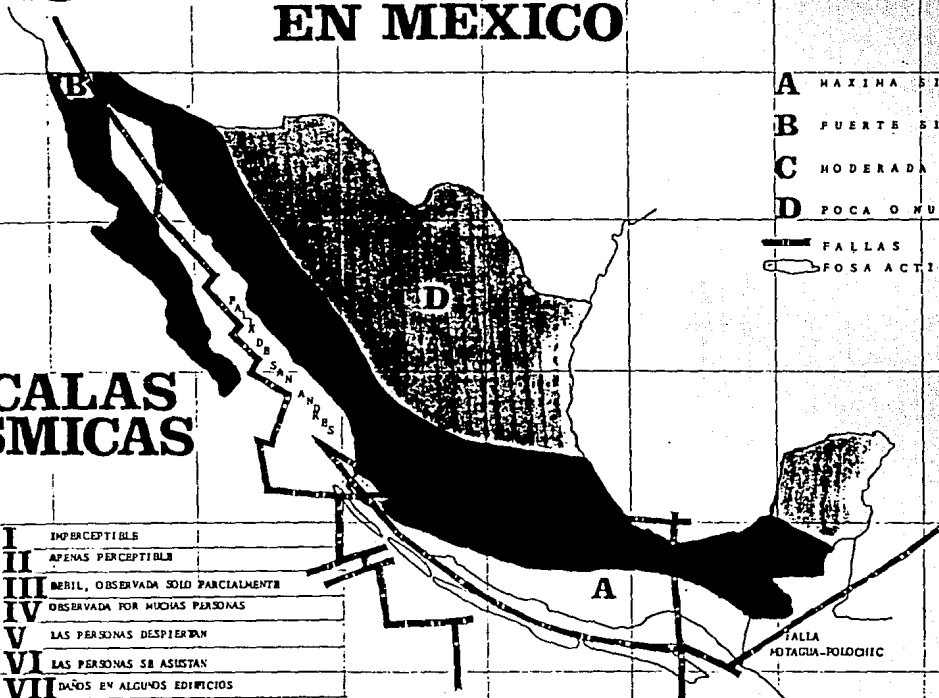 EN MEXICO
B
A MAXIMA
B FUERTE
C MODERADA
D POCA O
FALLAS
FOSA
D
FALLA DE SAN ANDRES
CALAS
SMICAS
I IMPERCEPTIBLE
II APENAS PERCEPTIBLE
III DEBIL, OBSERVADA SOLO PARCIALMENTE
IV OBSERVADA POR MUCHAS PERSONAS
V LAS PERSONAS DESPIERTAN
VI LAS PERSONAS SE ASUSTAN
VII DAÑOS EN ALGUNOS EDIFICIOS
A
FALLA
MOTAGUA-POLOCHIC